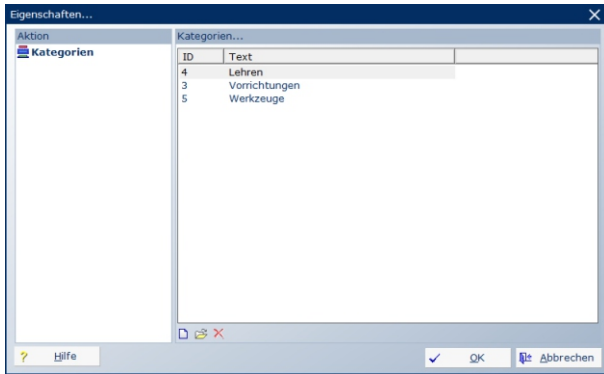 Eigenschaften...
Aktion
Kategorien
Kategorien...
ID Text
4 Lehren
3 Vorrichtungen
5 Werkzeuge
? Hilfe
OK
Abbrechen